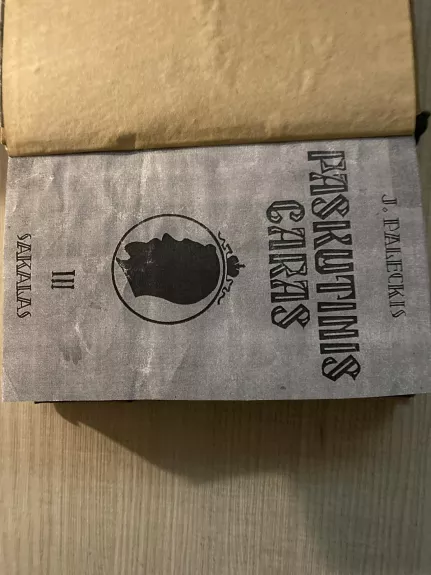 J. PALECKIS
PASKUTINIS
CARAS
III
SAKALAS